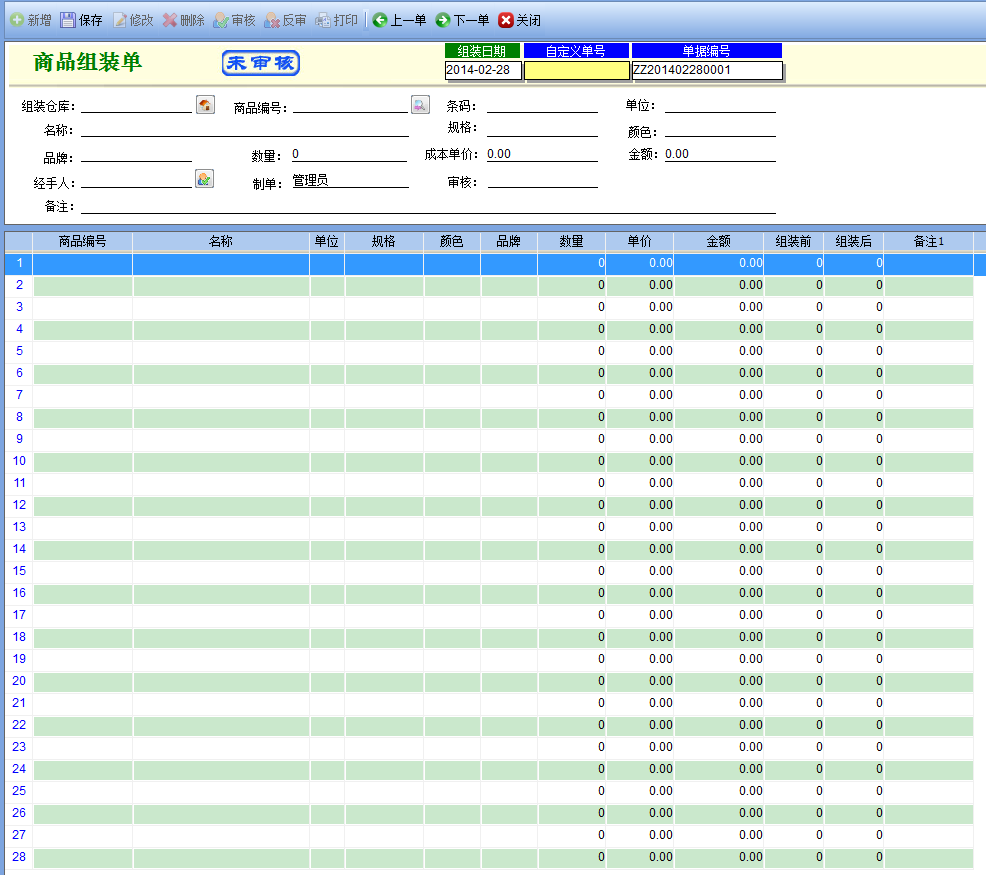 新增 保存 修改 删除 审核 反审 打印 上一单 下一单 关闭
商品组装单 未审核 组装日期 自定义单号 单据编号
2014-02-28 ZZ201402280001
组装仓库: 商品编号: 条码: 单位:
名称: 规格: 颜色:
品牌: 数量: 0 成本单价: 0.00 金额: 0.00
经手人: 制单: 管理员 审核:
备注:
商品编号 名称 单位 规格 颜色 品牌 数量 单价 金额 组装前 组装后 备注1
1 0 0.00 0.00 0 0
2 0 0.00 0.00 0 0
3 0 0.00 0.00 0 0
4 0 0.00 0.00 0 0
5 0 0.00 0.00 0 0
6 0 0.00 0.00 0 0
7 0 0.00 0.00 0 0
8 0 0.00 0.00 0 0
9 0 0.00 0.00 0 0
10 0 0.00 0.00 0 0
11 0 0.00 0.00 0 0
12 0 0.00 0.00 0 0
13 0 0.00 0.00 0 0
14 0 0.00 0.00 0 0
15 0 0.00 0.00 0 0
16 0 0.00 0.00 0 0
17 0 0.00 0.00 0 0
18 0 0.00 0.00 0 0
19 0 0.00 0.00 0 0
20 0 0.00 0.00 0 0
21 0 0.00 0.00 0 0
22 0 0.00 0.00 0 0
23 0 0.00 0.00 0 0
24 0 0.00 0.00 0 0
25 0 0.00 0.00 0 0
26 0 0.00 0.00 0 0
27 0 0.00 0.00 0 0
28 0 0.00 0.00 0 0